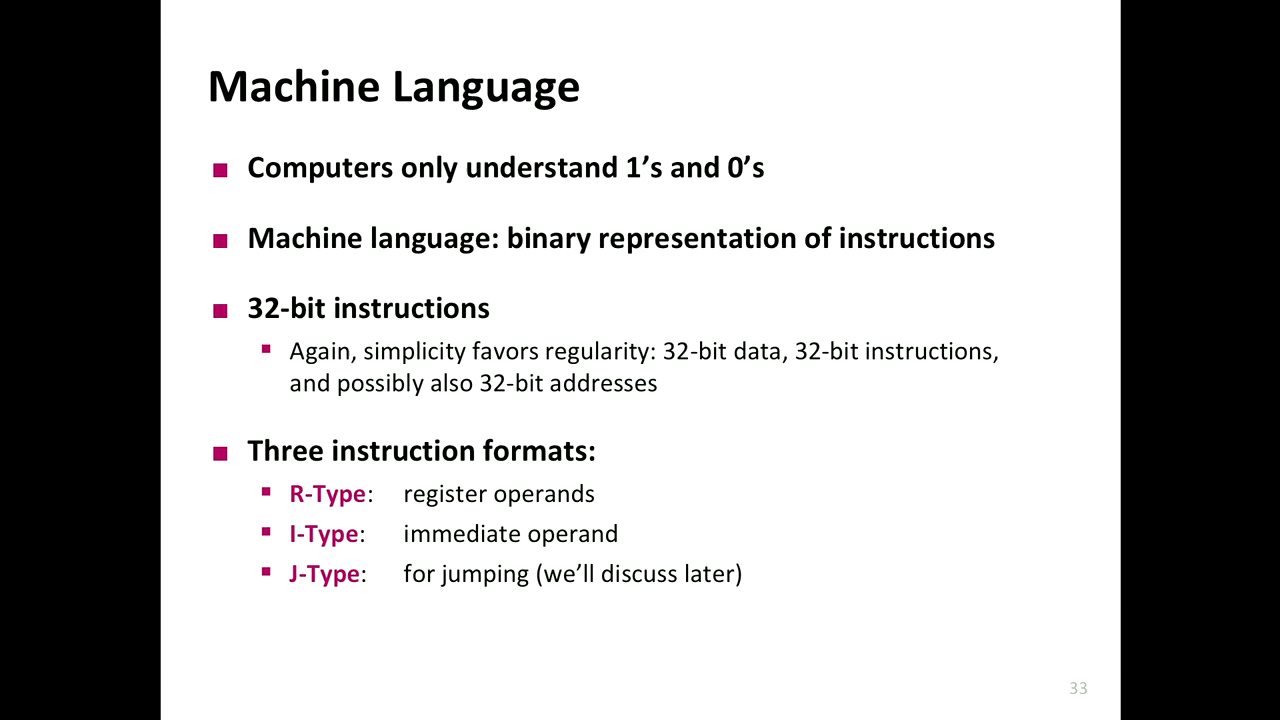 Machine Language
■ Computers only understand 1’s and 0’s
■ Machine language: binary representation of instructions
■ 32-bit instructions
▪ Again, simplicity favors regularity: 32-bit data, 32-bit instructions,
and possibly also 32-bit addresses
■ Three instruction formats:
▪ R-Type: register operands
▪ I-Type: immediate operand
▪ J-Type: for jumping (we’ll discuss later)
33